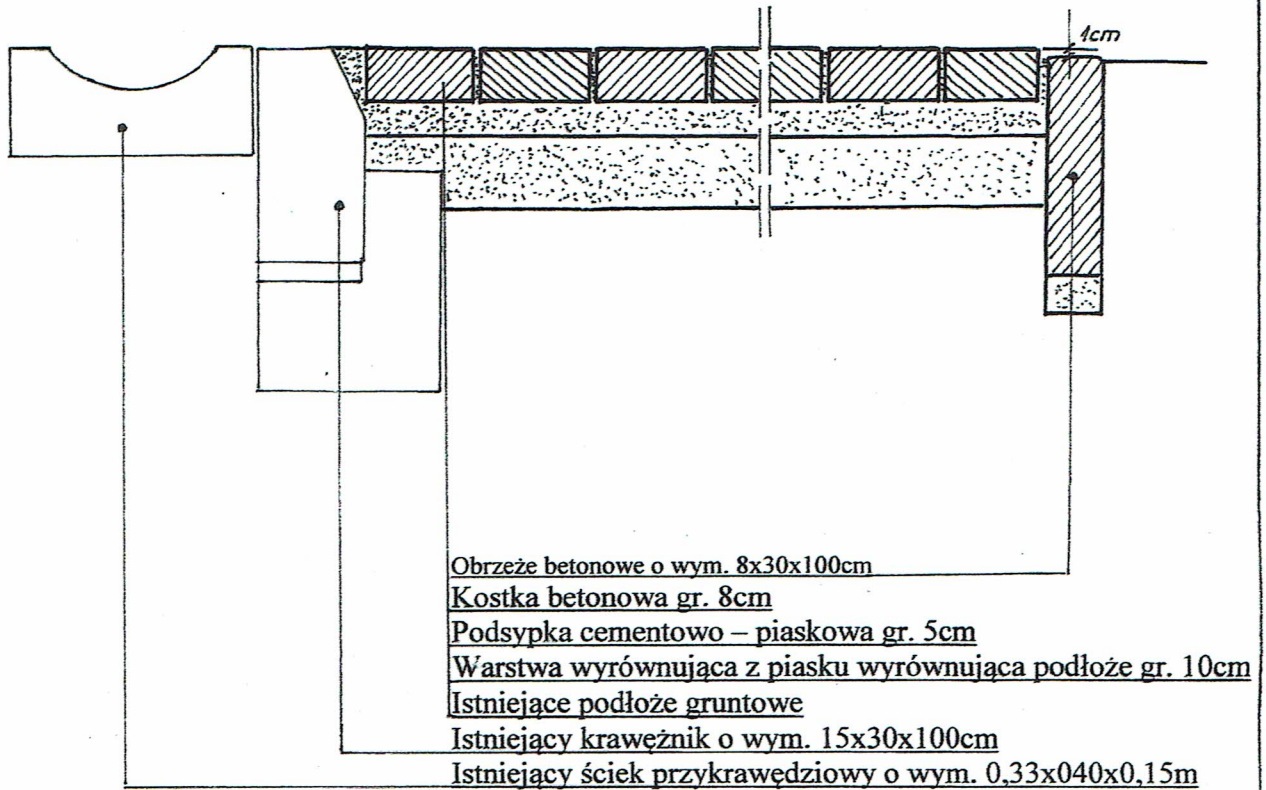 1cm
Obrzeże betonowe o wym. 8x30x100cm
Kostka betonowa gr. 8cm
Podsypka cementowo – piaskowa gr. 5cm
Warstwa wyrównująca z piasku wyrównująca podłoże gr. 10cm
Istniejące podłoże gruntowe
Istniejący krawężnik o wym. 15x30x100cm
Istniejący ściek przykrawędziowy o wym. 0,33x040x0,15m